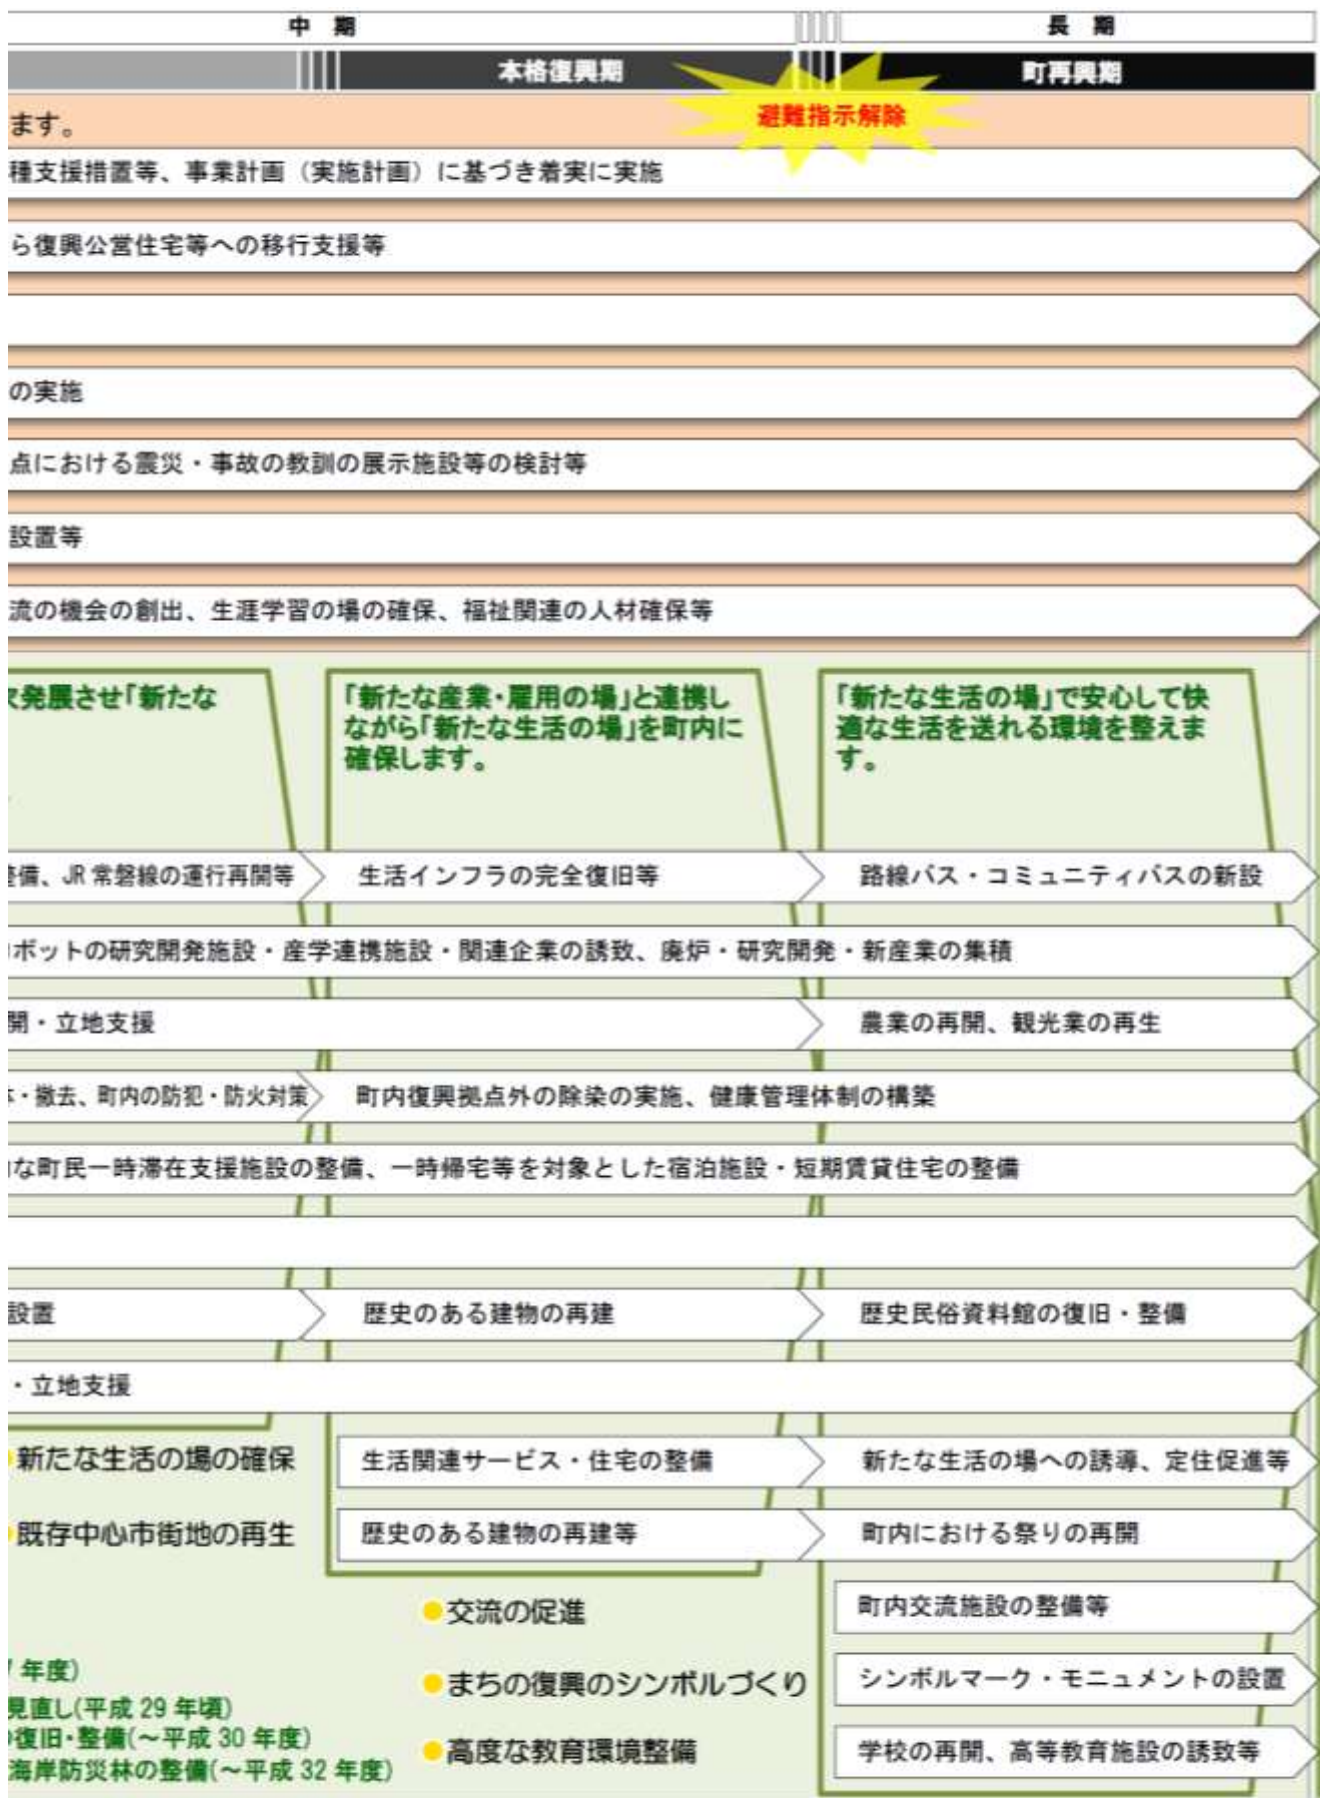 中 期
長 期
本格復興期
町再興期
避難指示解除
ます。
種支援措置等、事業計画（実施計画）に基づき着実に実施
ら復興公営住宅等への移行支援等
の実施
点における震災・事故の教訓の展示施設等の検討等
設置等
流の機会の創出、生涯学習の場の確保、福祉関連の人材確保等
発展させ「新たな
「新たな産業・雇用の場」と連携し
ながら「新たな生活の場」を町内に
確保します。
「新たな生活の場」で安心して快
適な生活を送れる環境を整えま
す。
備、JR 常磐線の運行再開等
生活インフラの完全復旧等
路線バス・コミュニティバスの新設
ボットの研究開発施設・産学連携施設・関連企業の誘致、廃炉・研究開発・新産業の集積
開・立地支援
農業の再開、観光業の再生
・撤去、町内の防犯・防火対策
町内復興拠点外の除染の実施、健康管理体制の構築
な町民一時滞在支援施設の整備、一時帰宅等を対象とした宿泊施設・短期賃貸住宅の整備
設置
歴史のある建物の再建
歴史民俗資料館の復旧・整備
・立地支援
新たな生活の場の確保
生活関連サービス・住宅の整備
新たな生活の場への誘導、定住促進等
既存中心市街地の再生
歴史のある建物の再建等
町内における祭りの再開
●交流の促進
町内交流施設の整備等
年度)
●まちの復興のシンボルづくり
シンボルマーク・モニュメントの設置
見直し(平成 29 年頃)
復旧・整備(～平成 30 年度)
●高度な教育環境整備
学校の再開、高等教育施設の誘致等
海岸防災林の整備(～平成 32 年度)